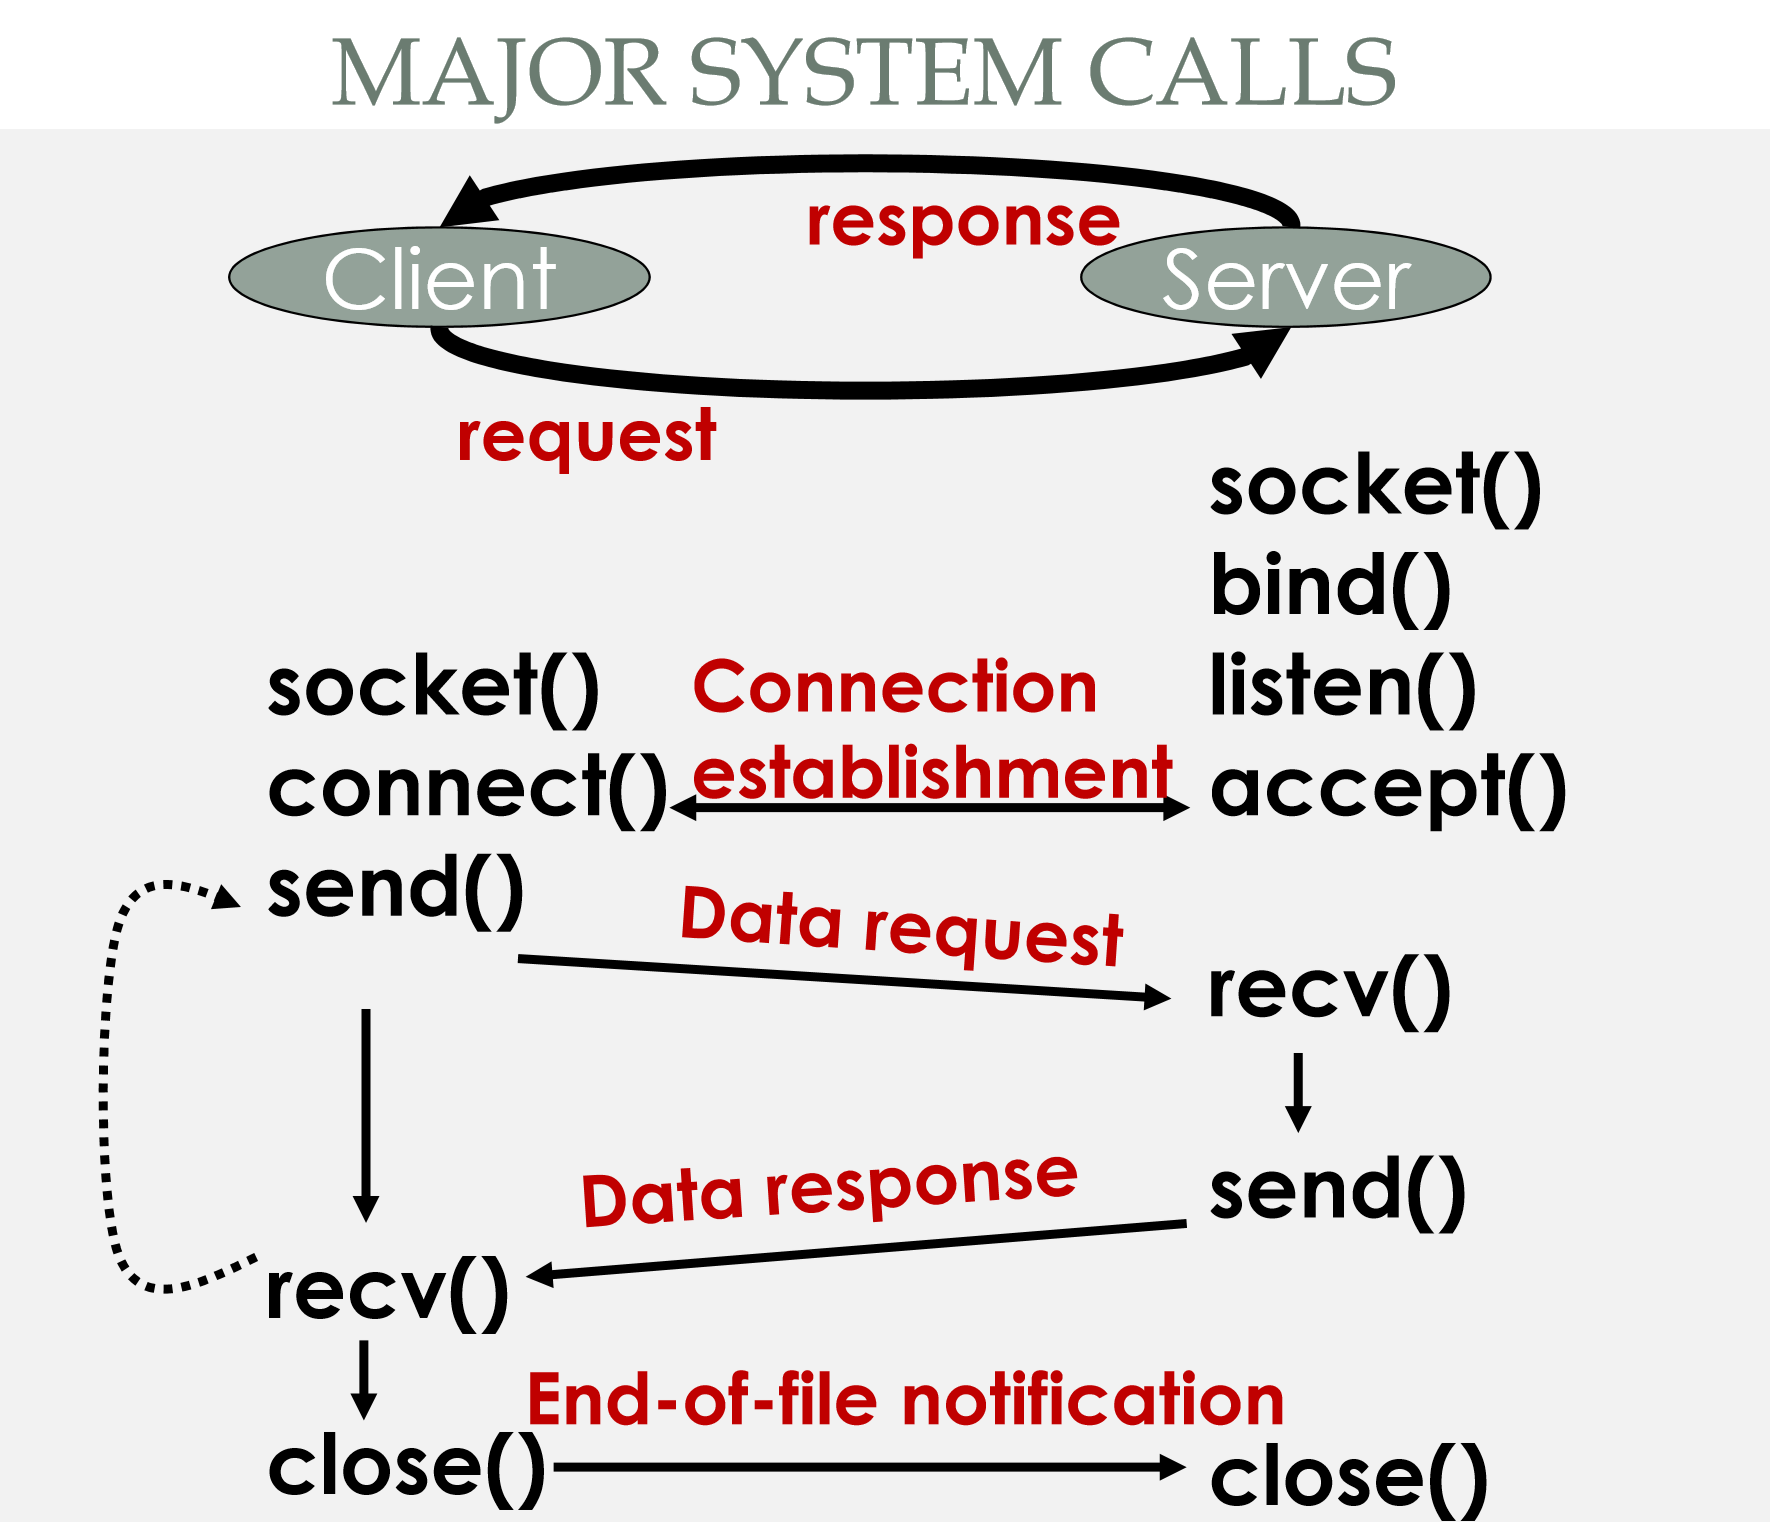 MAJOR SYSTEM CALLS
response
Client
Server
request
socket()
bind()
listen()
accept()
socket()
connect()
send()
Connection
establishment
Data request
recv()
send()
Data response
recv()
End-of-file notification
close()
close()